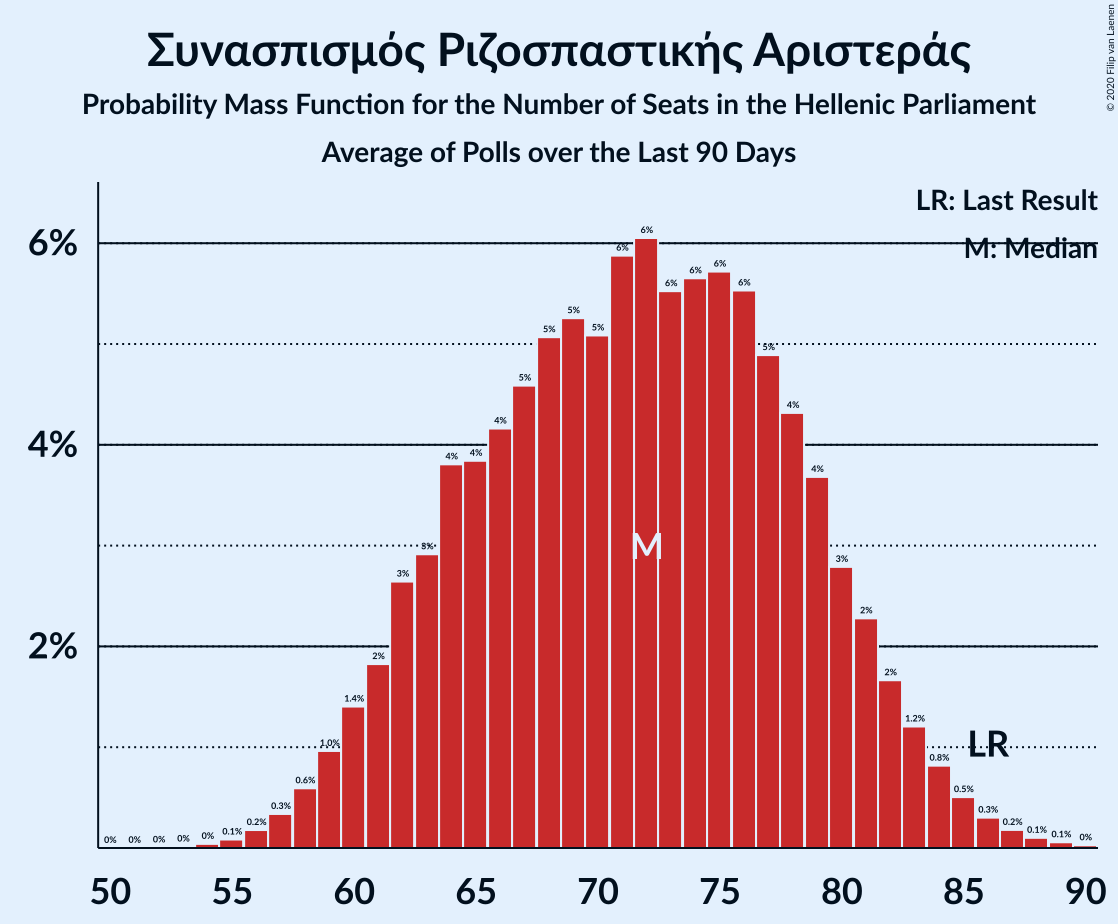 Συνασπισμός Ριζοσπαστικής Αριστεράς
Probability Mass Function for the Number of Seats in the Hellenic Parliament
Average of Polls over the Last 90 Days
© 2020 Filip van Laenen
LR: Last Result
M: Median
6%
4%
2%
0% 0% 0% 0% 0% 0.1% 0.2% 0.3% 0.6% 1.0% 1.4% 2% 3% 3% 4% 4% 4% 5% 5% 5% 5% 6% 6% 6% 6% 6% 6% 5% 4% 4% 3% 2% 2% 1.2% 0.8% 0.5% 0.3% 0.2% 0.1% 0.1% 0%
M
LR
50 55 60 65 70 75 80 85 90